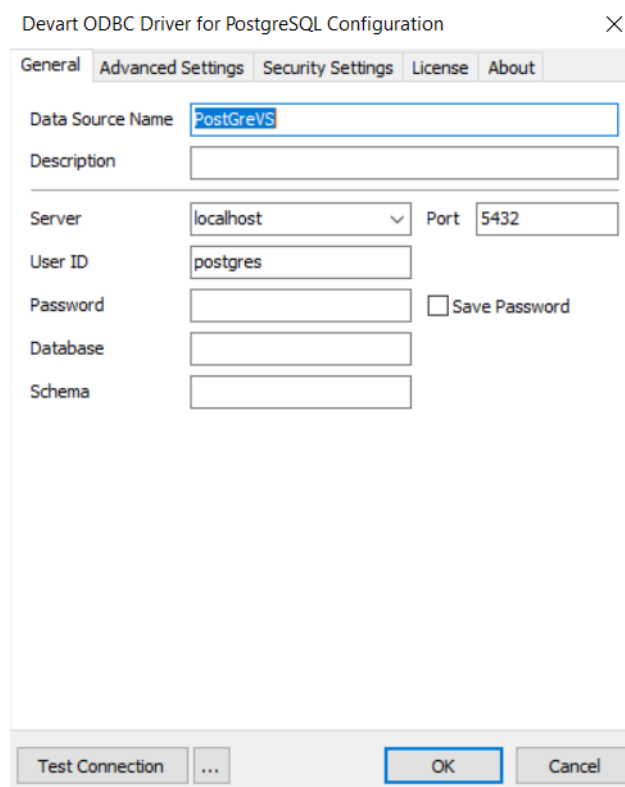 Devart ODBC Driver for PostgreSQL Configuration
General Advanced Settings Security Settings License About
Data Source Name PostGreVS
Description
Server localhost Port 5432
User ID postgres
Password Save Password
Database
Schema
Test Connection ... OK Cancel